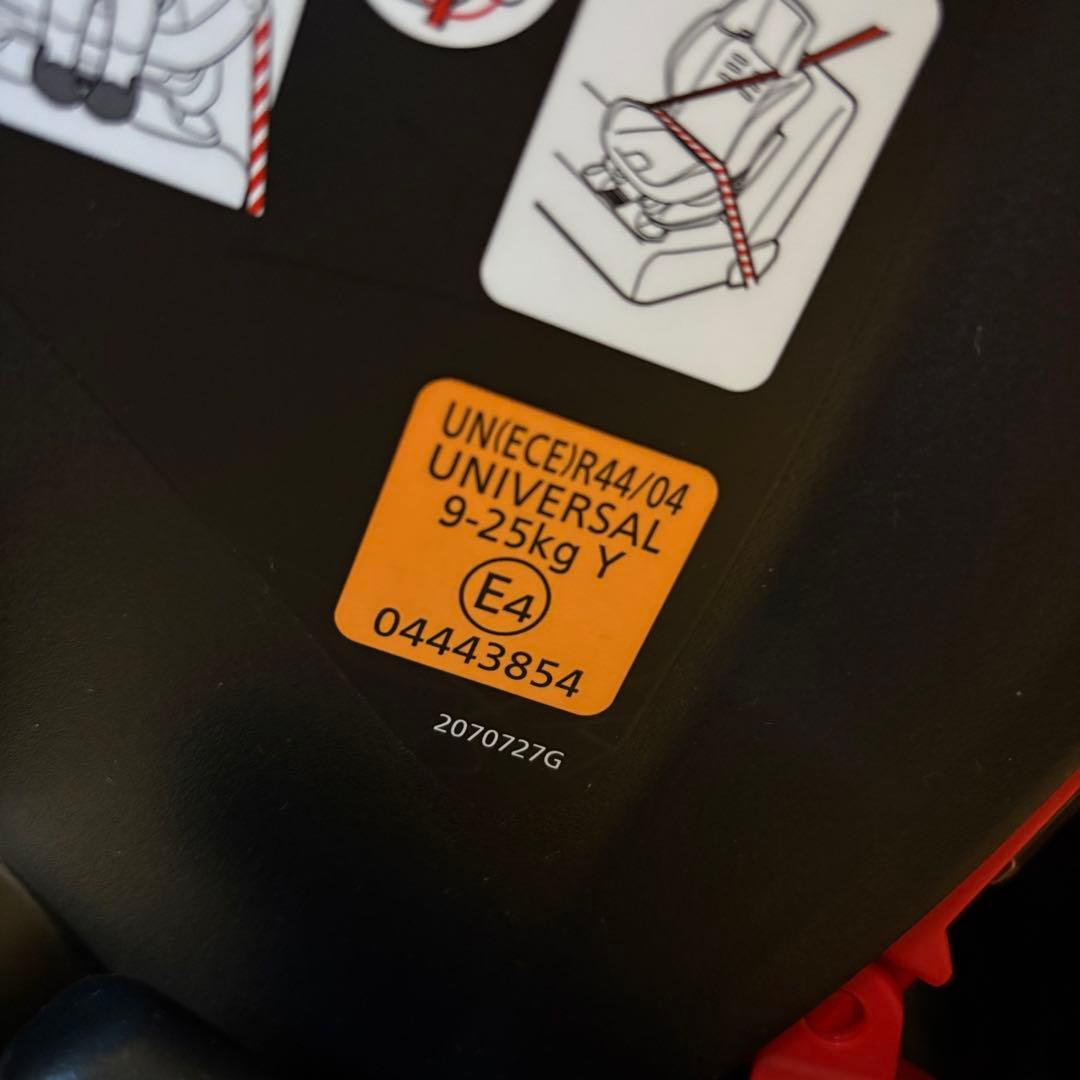 UN(ECE)R44/04
UNIVERSAL
9-25kg Y
E4
04443854
2070727G